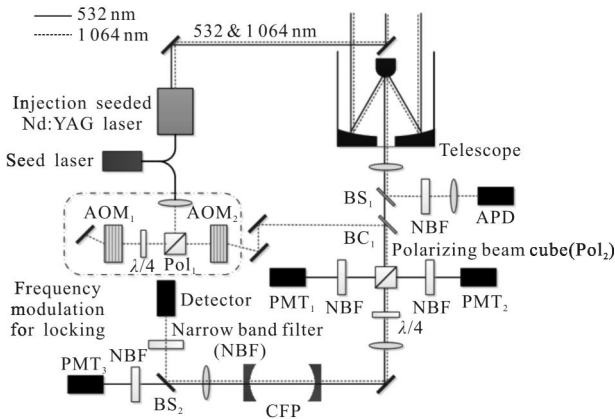 532 nm
1 064 nm
532 & 1 064 nm
Injection seeded
Nd:YAG laser
Seed laser
Telescope
BS1
NBF
APD
AOM1
AOM2
λ/4
Pol1
BC1
Polarizing beam cube(Pol2)
Frequency
modulation
for locking
Detector
PMT1
NBF
NBF
PMT2
Narrow band filter
(NBF)
λ/4
PMT3
NBF
BS2
CFP